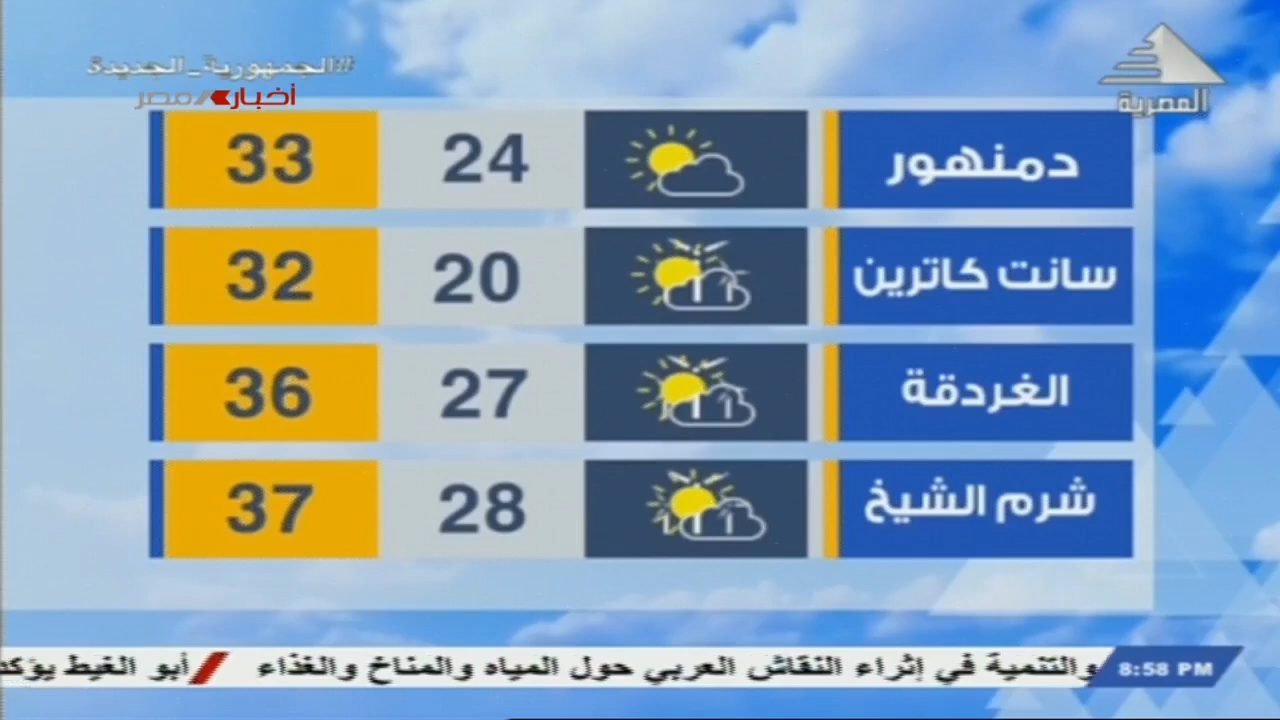 #الجمهورية_الجديدة
أخبار مصر
المصرية
دمنهور 24 33
سانت كاترين 20 32
الغردقة 27 36
شرم الشيخ 28 37
8:58 PM
والتنمية في إثراء النقاش العربي حول المياه والمناخ والغذاء أبو الغيط يؤكد